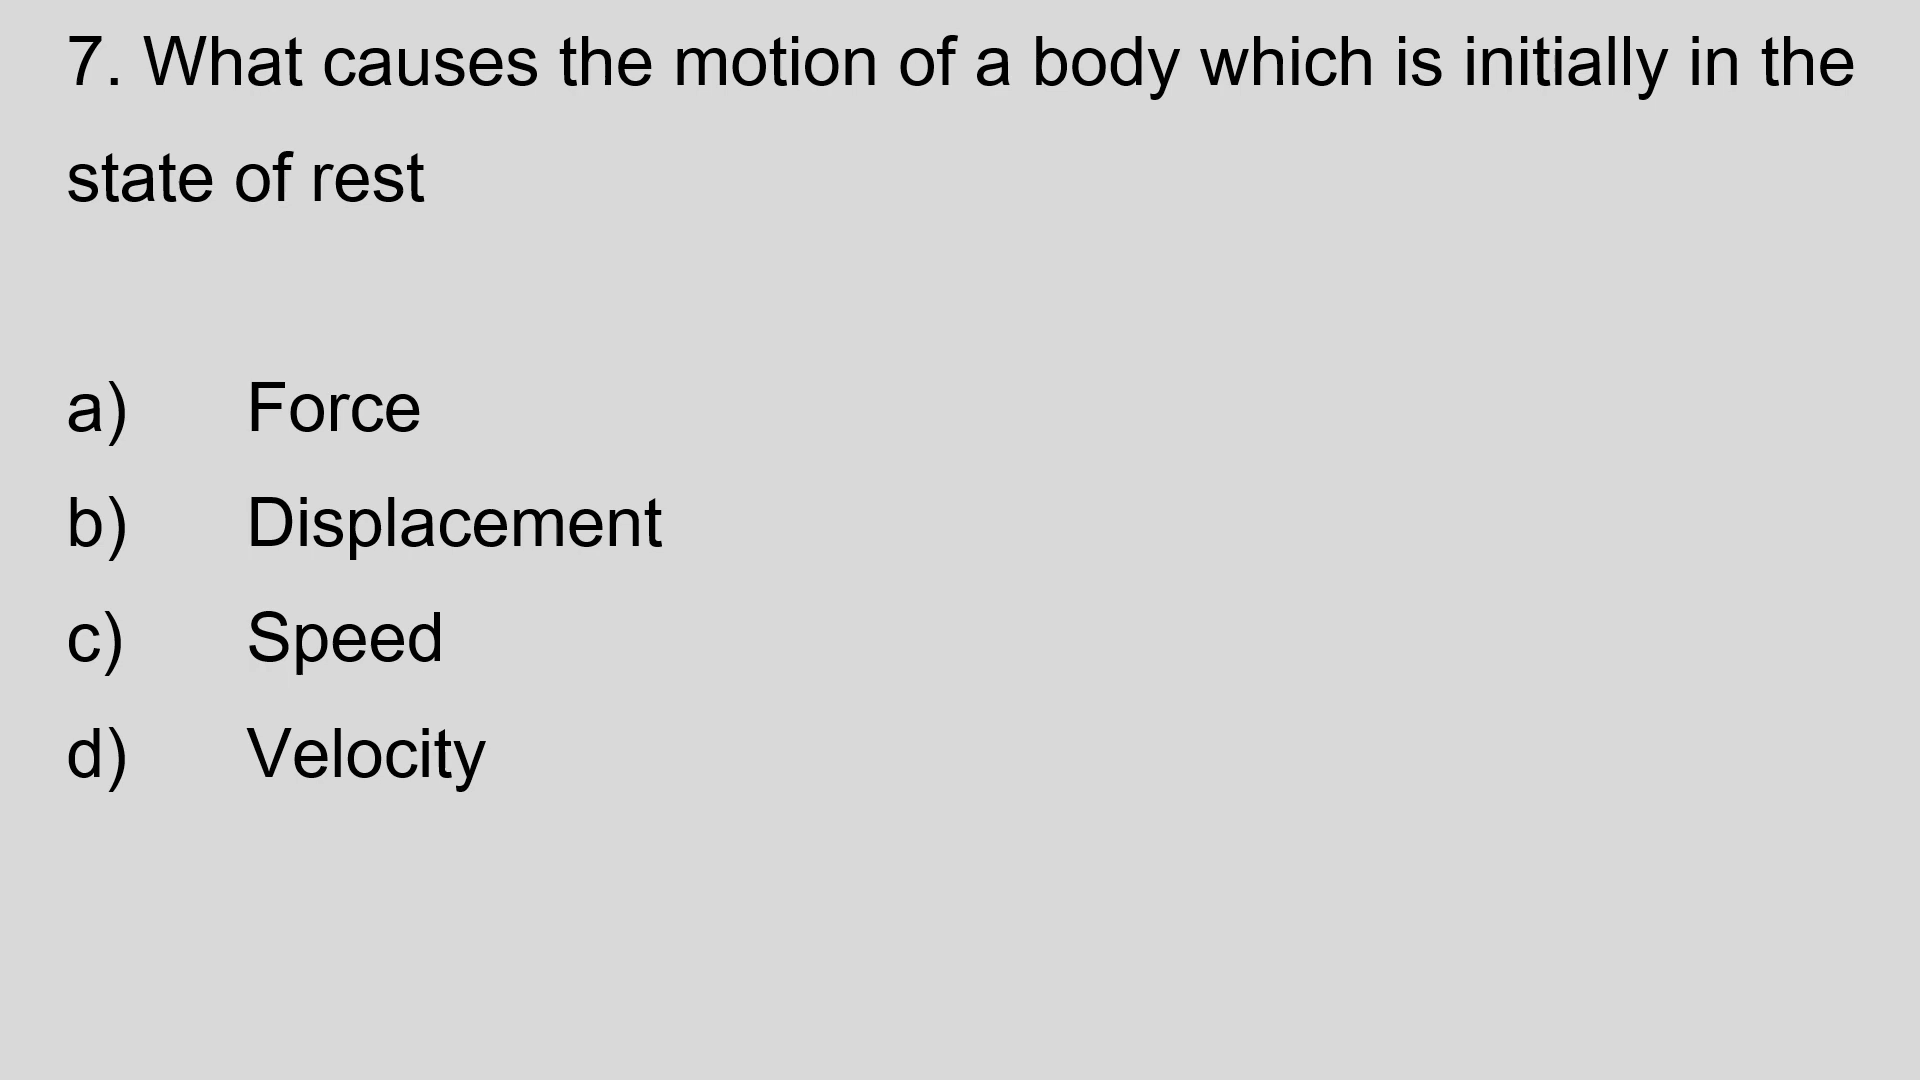 7. What causes the motion of a body which is initially in the
state of rest
a) Force
b) Displacement
c) Speed
d) Velocity